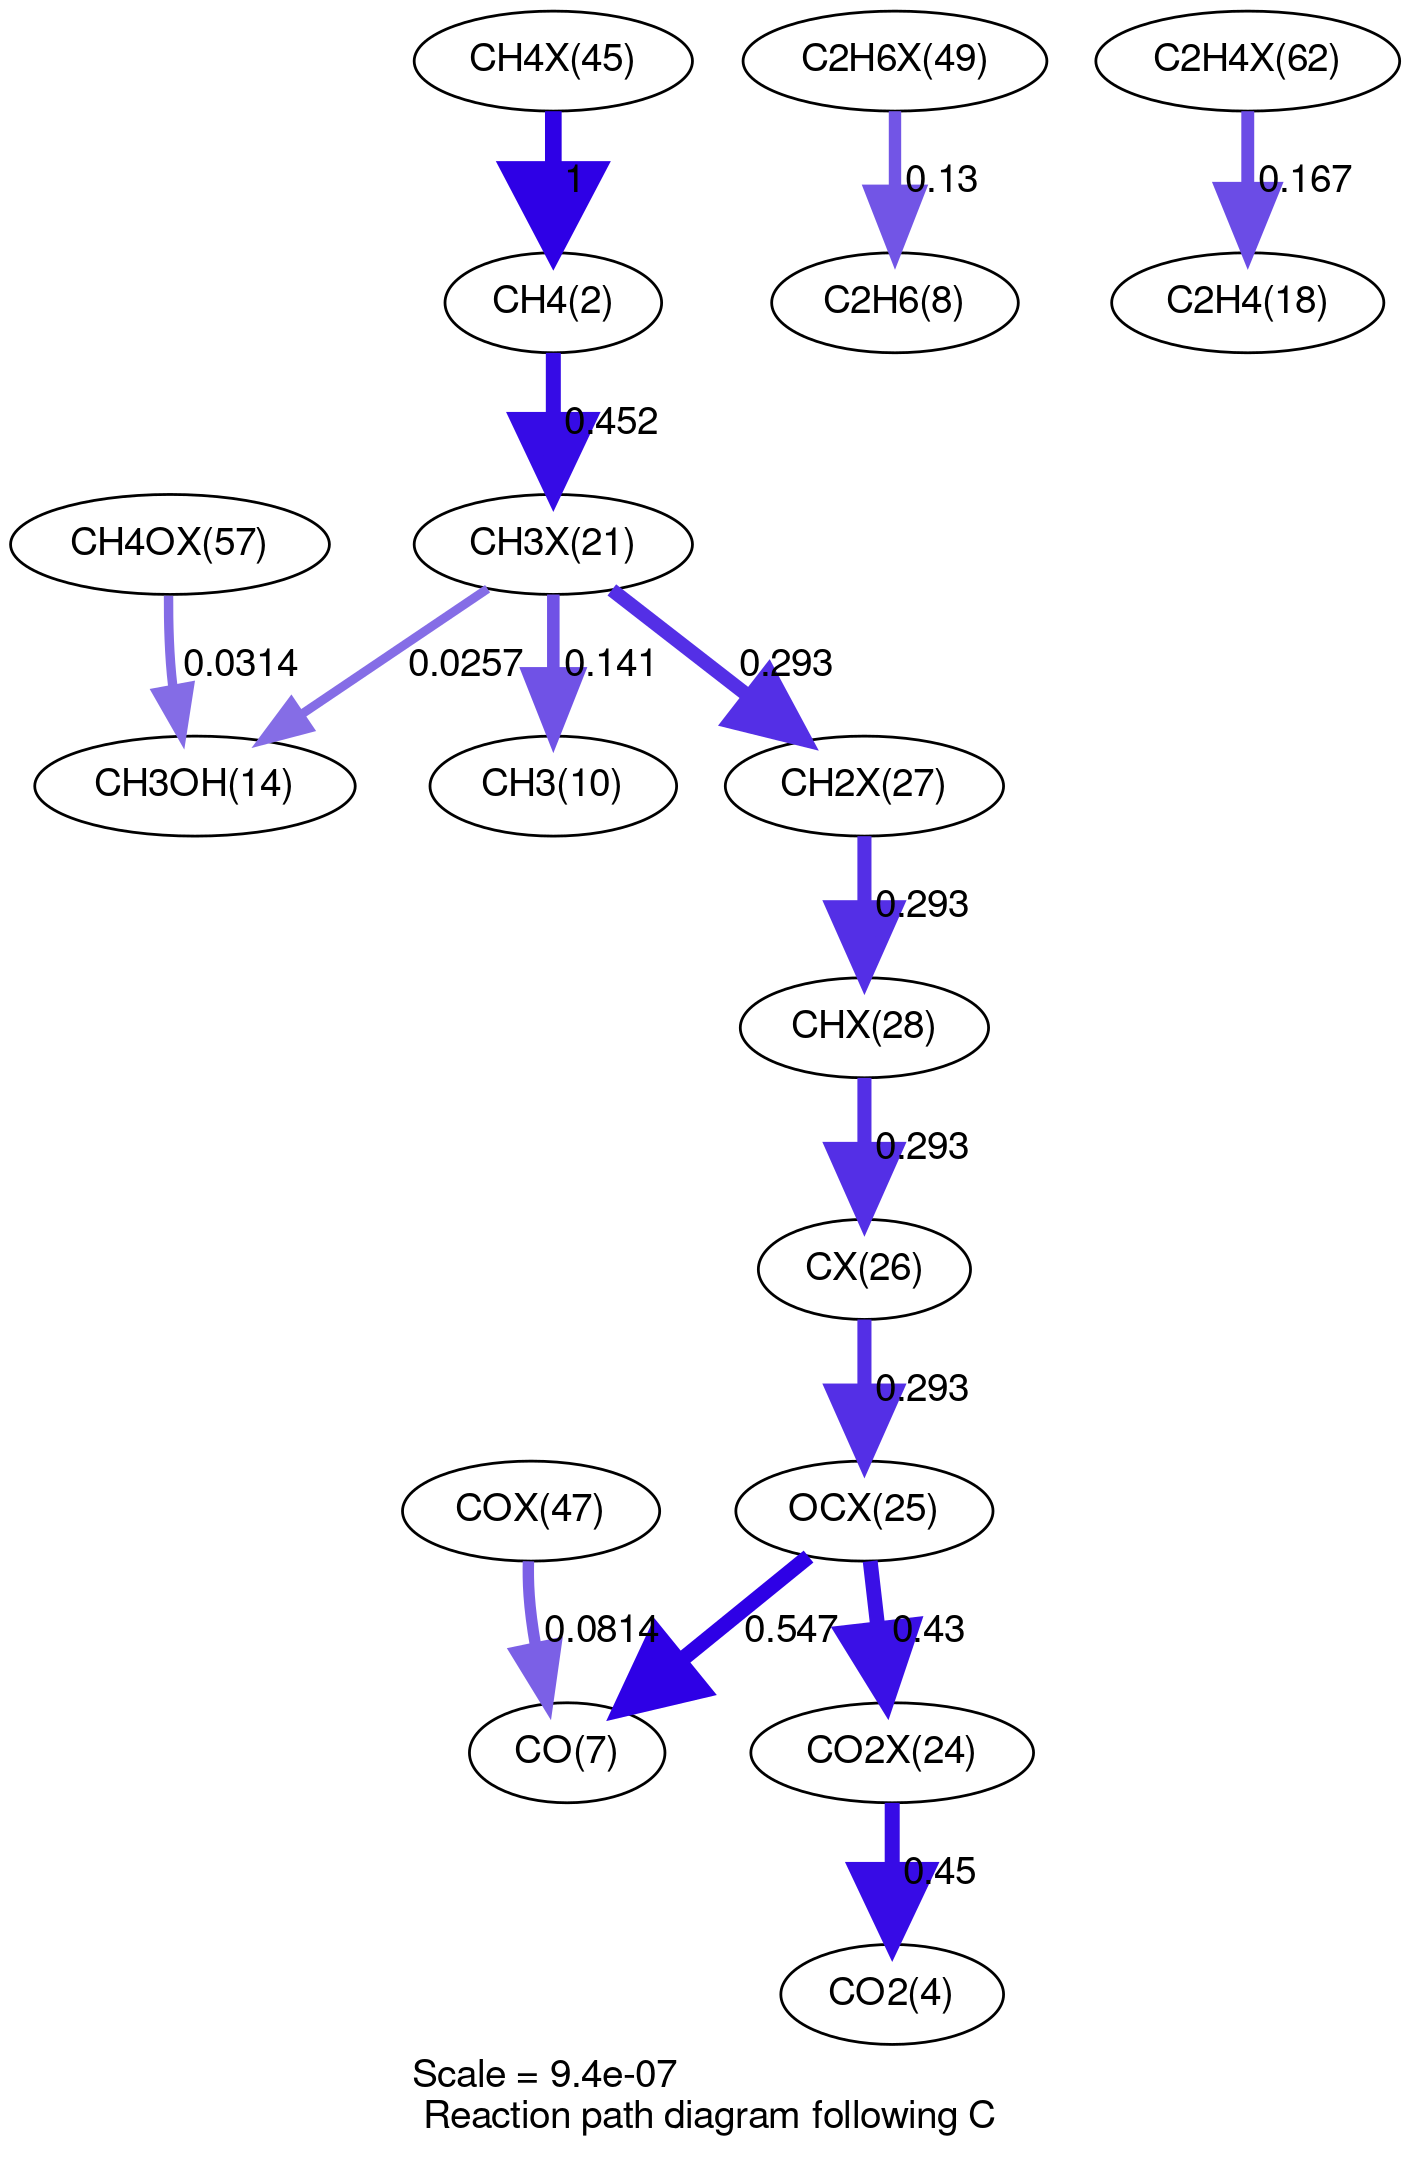 CH4X(45)
C2H6X(49)
C2H4X(62)
1
0.13
0.167
CH4(2)
C2H6(8)
C2H4(18)
0.452
CH4OX(57)
CH3X(21)
0.0314
0.0257
0.141
0.293
CH3OH(14)
CH3(10)
CH2X(27)
0.293
CHX(28)
0.293
CX(26)
0.293
COX(47)
OCX(25)
0.0814
0.547
0.43
CO(7)
CO2X(24)
0.45
CO2(4)
Scale = 9.4e-07
Reaction path diagram following C